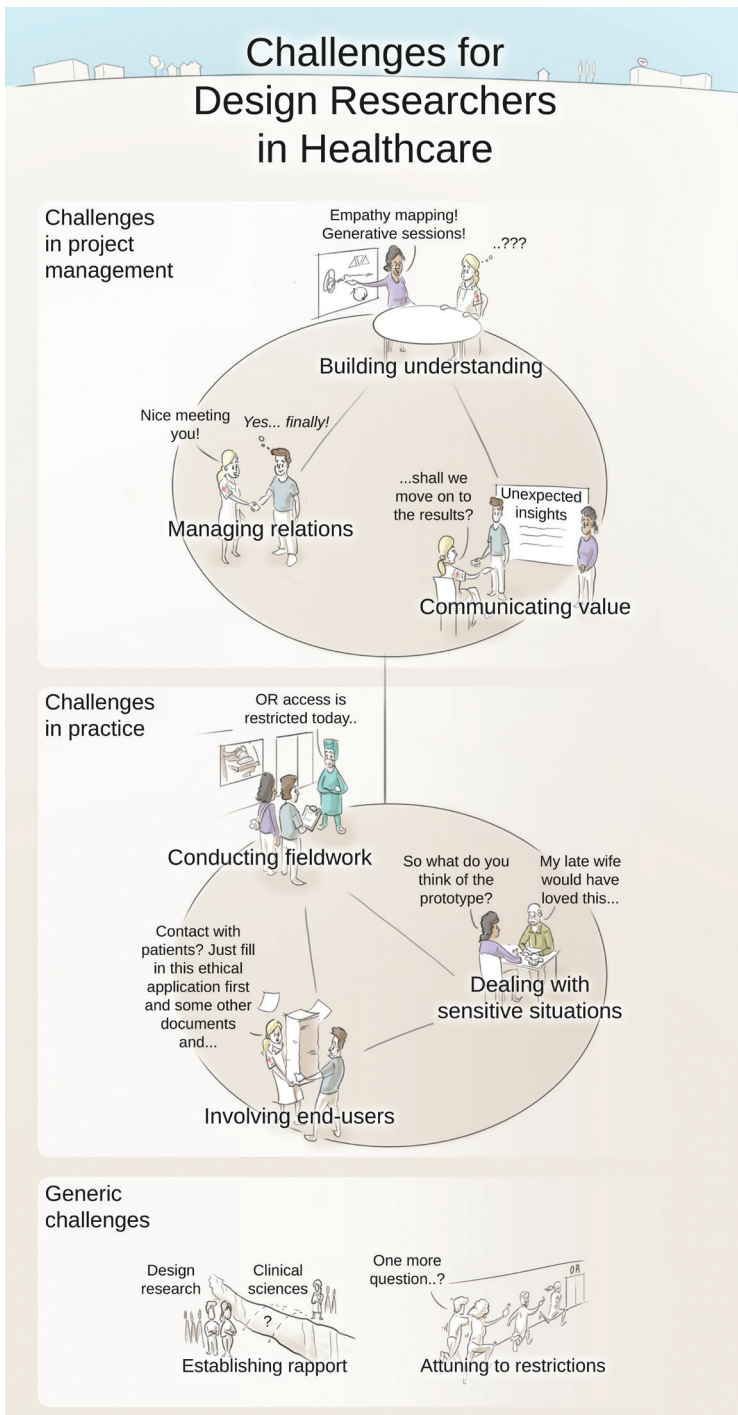 Challenges for
Design Researchers
in Healthcare
Challenges
in project
management
Empathy mapping!
Generative sessions!
..???
Building understanding
Nice meeting
you!
Yes... finally!
Managing relations
...shall we
move on to
the results?
Unexpected
insights
Communicating value
Challenges
in practice
OR access is
restricted today..
Conducting fieldwork
So what do you
think of the
prototype?
My late wife
would have
loved this...
Dealing with
sensitive situations
Contact with
patients? Just fill
in this ethical
application first
and some other
documents
and...
Involving end-users
Generic
challenges
Design
research
Clinical
sciences
?
Establishing rapport
One more
question..?
OR
Attuning to restrictions